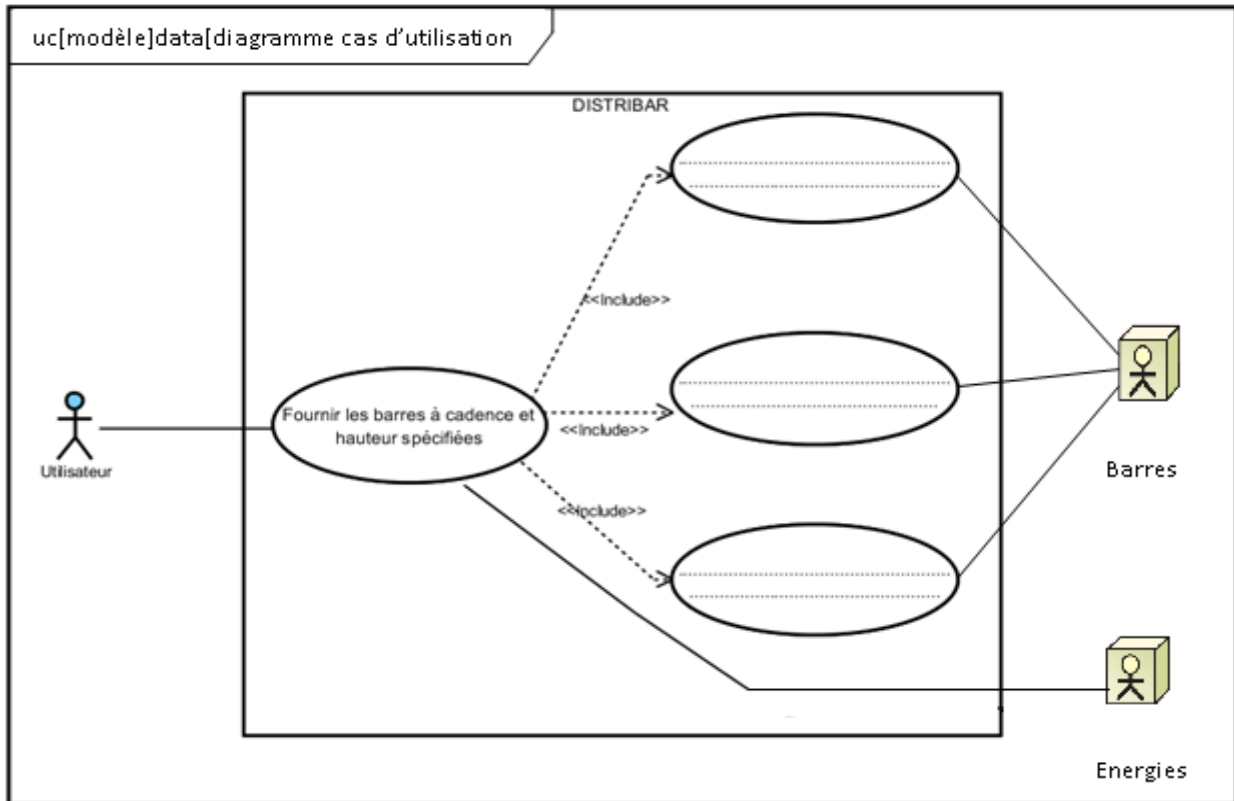 uc[modèle]data[diagramme cas d'utilisation
DISTRIBAR
<<Include>>
Fournir les barres à cadence et
hauteur spécifiées
<<Include>>
Utilisateur
Barres
<<Include>>
Energies